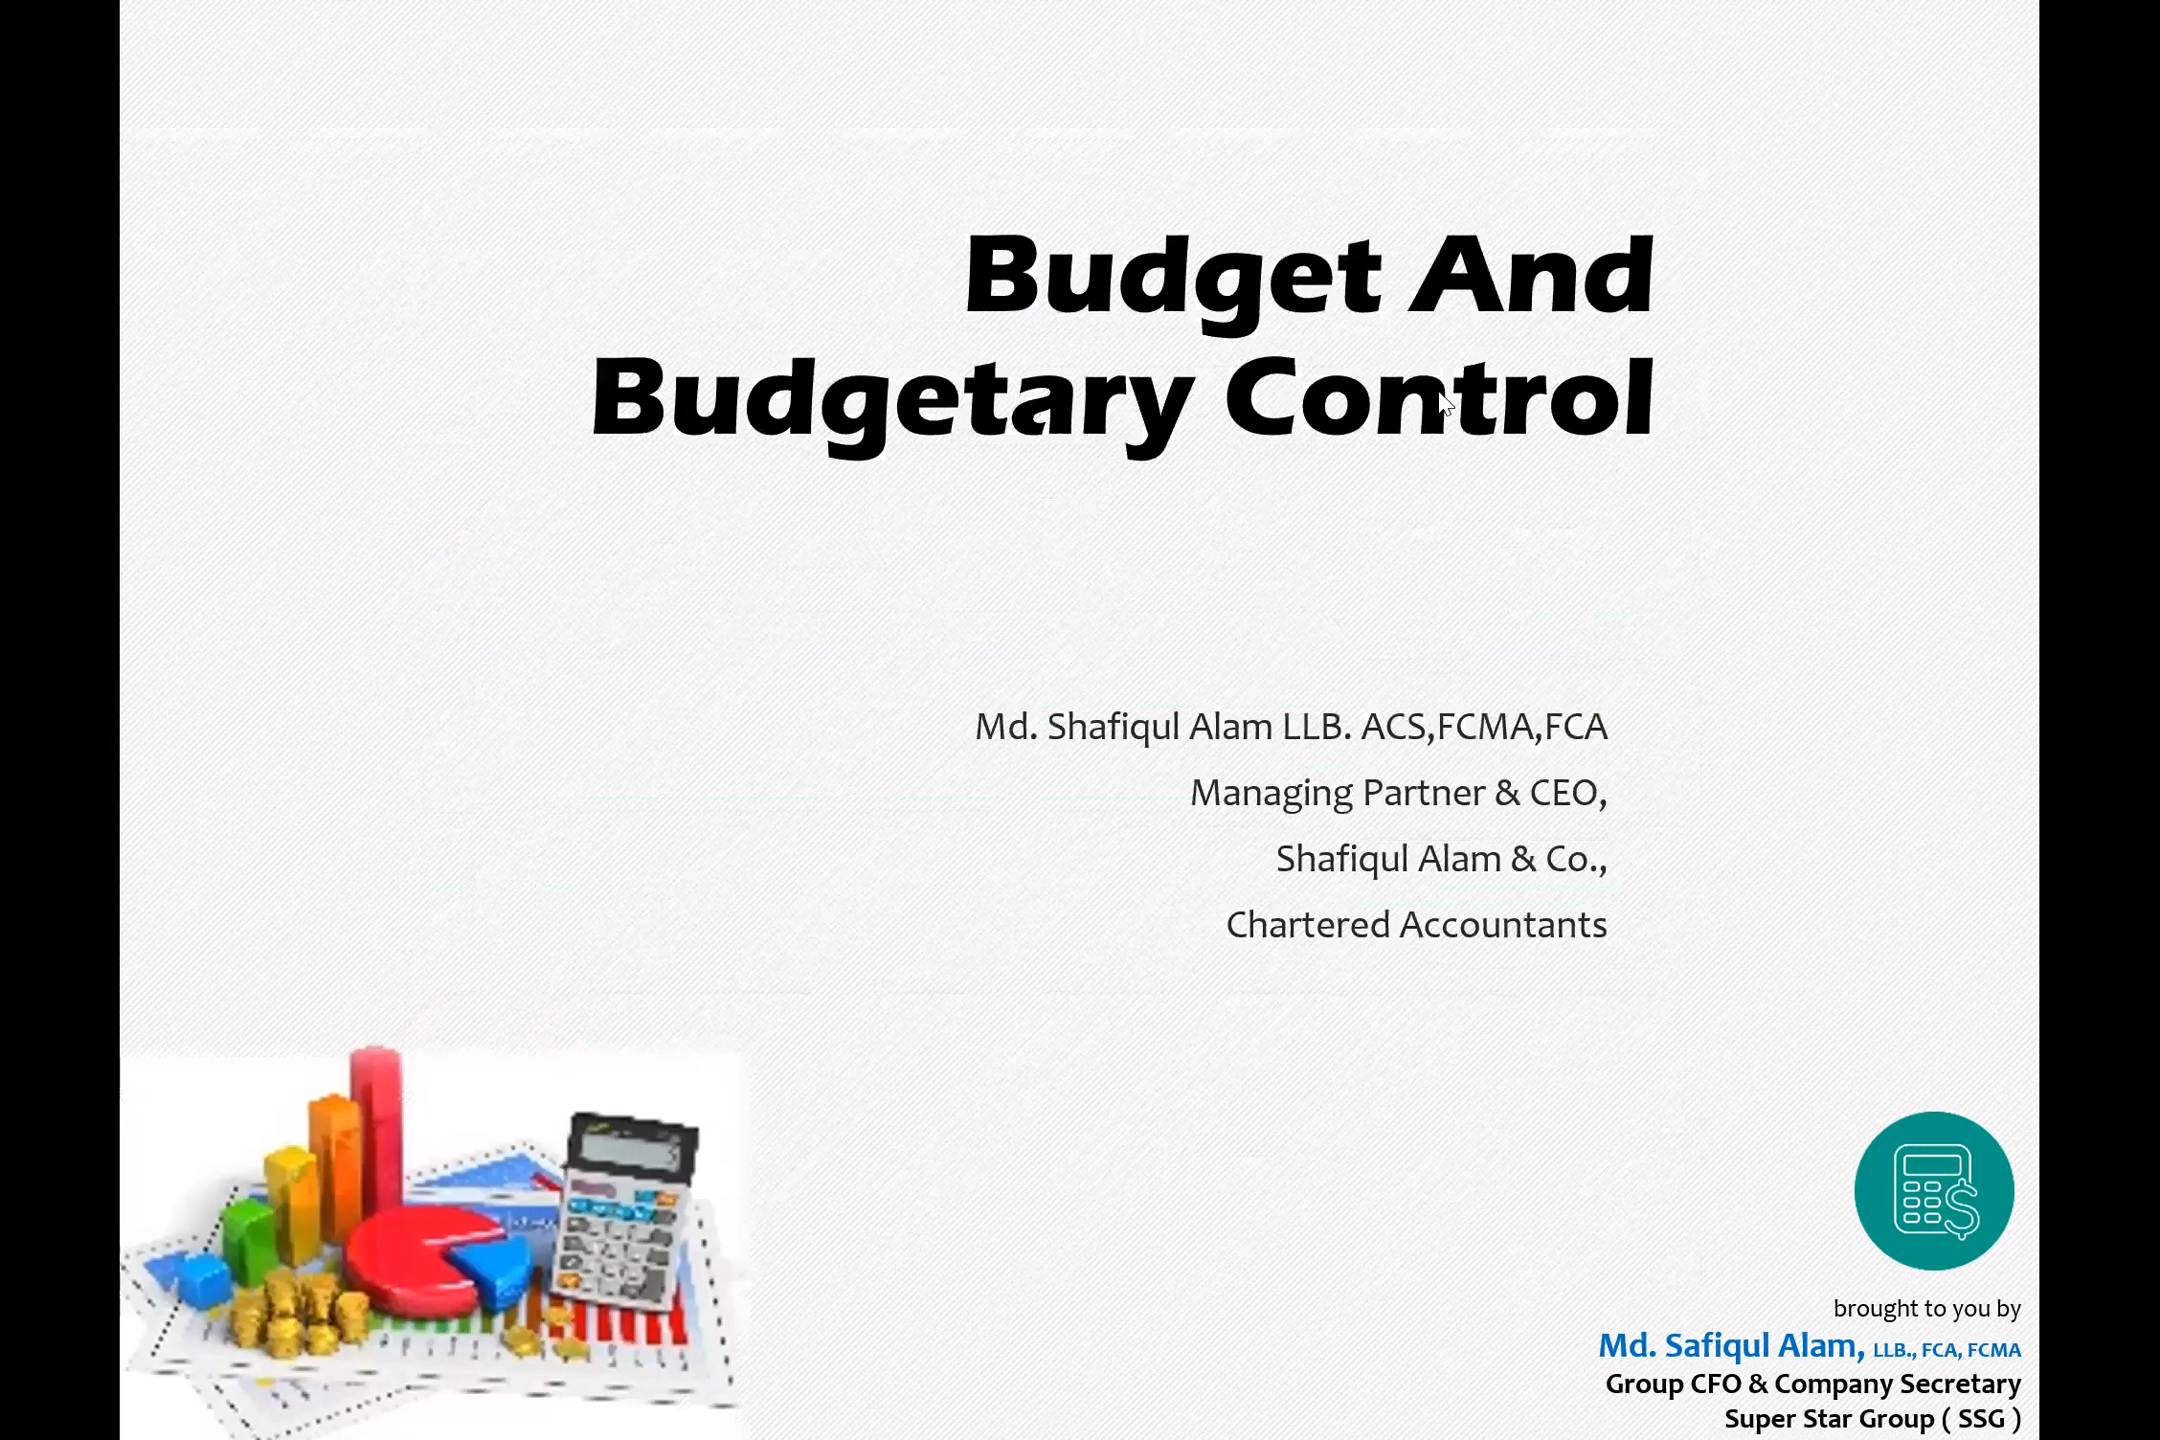 Budget And
Budgetary Control
Md. Shafiqul Alam LLB. ACS,FCMA,FCA
Managing Partner & CEO,
Shafiqul Alam & Co.,
Chartered Accountants
brought to you by
Md. Safiqul Alam, LLB., FCA, FCMA
Group CFO & Company Secretary
Super Star Group ( SSG )